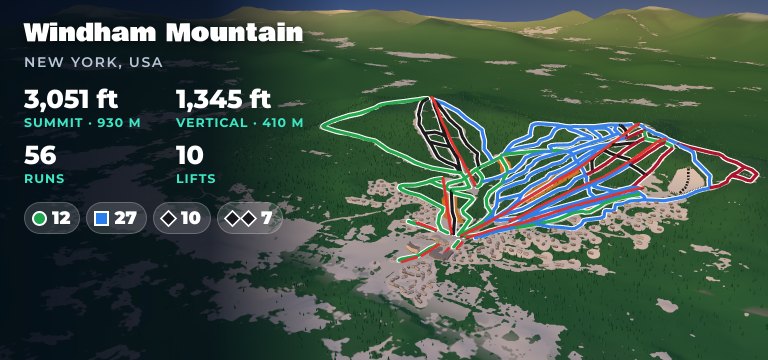 Windham Mountain
NEW YORK, USA
3,051 ft 1,345 ft
SUMMIT · 930 M VERTICAL · 410 M
56 10
RUNS LIFTS
12 27 10 7